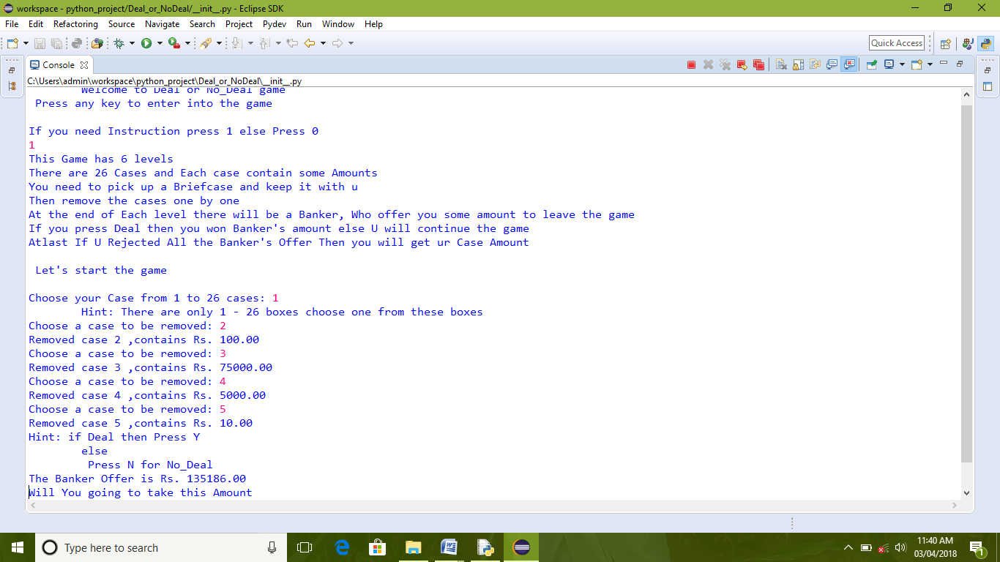 workspace - python_project/Deal_or_NoDeal/__init__.py - Eclipse SDK
File Edit Refactoring Source Navigate Search Project Pydev Run Window Help
Quick Access
Console
C:\Users\admin\workspace\python_project\Deal_or_NoDeal\__init__.py
Welcome to Deal or No_Deal game
Press any key to enter into the game
If you need Instruction press 1 else Press 0
1
This Game has 6 levels
There are 26 Cases and Each case contain some Amounts
You need to pick up a Briefcase and keep it with u
Then remove the cases one by one
At the end of Each level there will be a Banker, Who offer you some amount to leave the game
If you press Deal then you won Banker's amount else U will continue the game
Atlast If U Rejected All the Banker's Offer Then you will get ur Case Amount
Let's start the game
Choose your Case from 1 to 26 cases: 1
Hint: There are only 1 - 26 boxes choose one from these boxes
Choose a case to be removed: 2
Removed case 2 ,contains Rs. 100.00
Choose a case to be removed: 3
Removed case 3 ,contains Rs. 75000.00
Choose a case to be removed: 4
Removed case 4 ,contains Rs. 5000.00
Choose a case to be removed: 5
Removed case 5 ,contains Rs. 10.00
Hint: if Deal then Press Y
else
Press N for No_Deal
The Banker Offer is Rs. 135186.00
Will You going to take this Amount
Type here to search
11:40 AM
03/04/2018
1